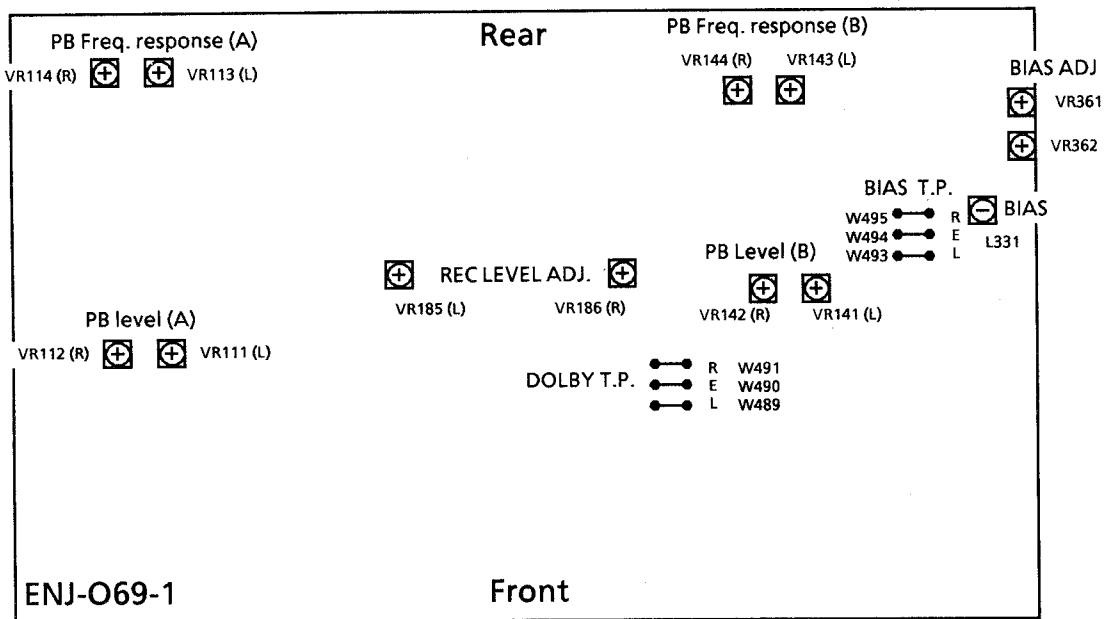 PB Freq. response (A)
VR114 (R)
VR113 (L)
Rear
PB Freq. response (B)
VR144 (R)
VR143 (L)
BIAS ADJ
VR361
VR362
BIAS T.P.
W495
R
BIAS
W494
E
L331
W493
L
REC LEVEL ADJ.
VR185 (L)
VR186 (R)
PB Level (B)
VR142 (R)
VR141 (L)
PB level (A)
VR112 (R)
VR111 (L)
DOLBY T.P.
R W491
E W490
L W489
ENJ-O69-1
Front